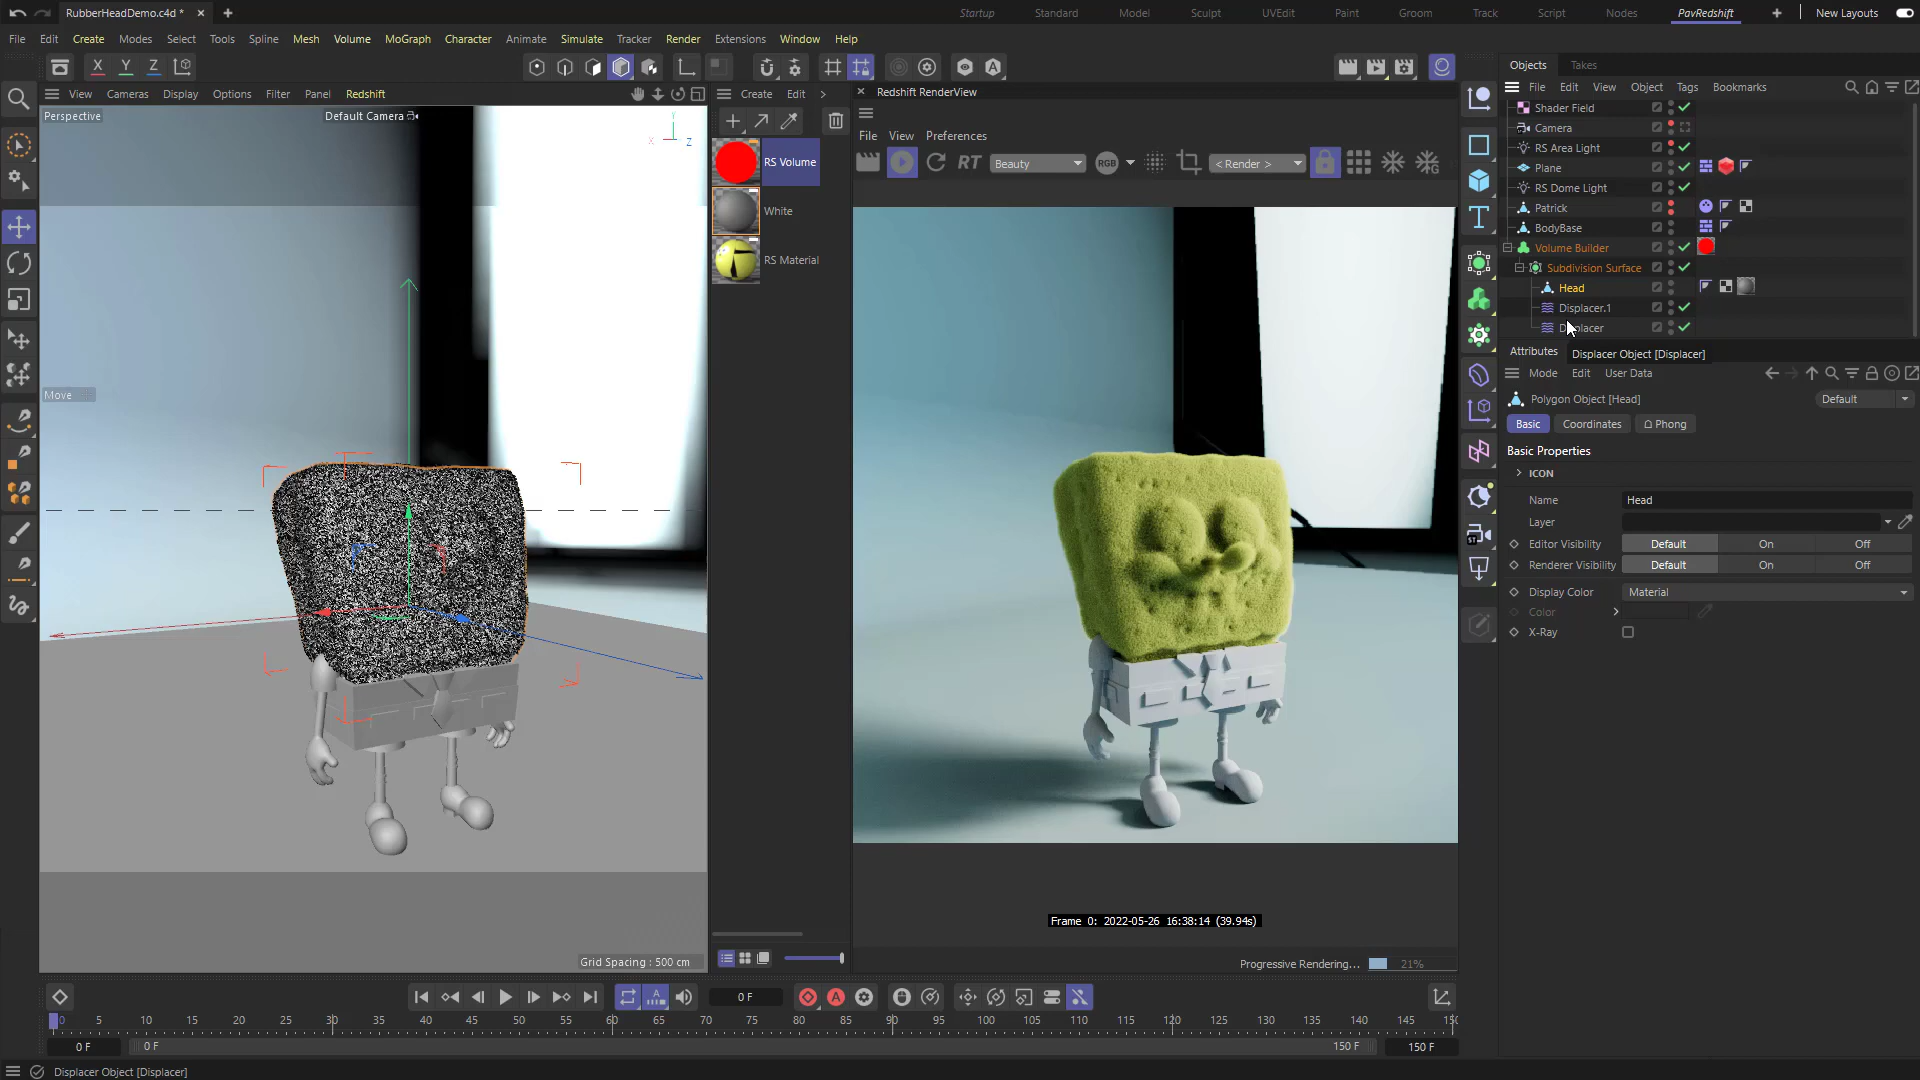 RubberHeadDemo.c4d *
Startup
Standard
Model
Sculpt
UVEdit
Paint
Groom
Track
Script
Nodes
PavRedshift
New Layouts
File Edit Create Modes Select Tools Spline Mesh Volume MoGraph Character Animate Simulate Tracker Render Extensions Window Help
X Y Z
View Cameras Display Options Filter Panel Redshift
Perspective
Default Camera
Y
X
Z
Move
Grid Spacing : 500 cm
Create Edit
RS Volume
White
RS Material
Redshift RenderView
File View Preferences
RT
Beauty
RGB
< Render >
Frame 0: 2022-05-26 16:38:14 (39.94s)
Progressive Rendering... 21%
Objects Takes
File Edit View Object Tags Bookmarks
Shader Field
Camera
RS Area Light
Plane
RS Dome Light
Patrick
BodyBase
Volume Builder
Subdivision Surface
Head
Displacer.1
Displacer
Attributes
Displacer Object [Displacer]
Mode Edit User Data
Polygon Object [Head]
Default
Basic Coordinates Phong
Basic Properties
ICON
Name Head
Layer
Editor Visibility Default On Off
Renderer Visibility Default On Off
Display Color Material
Color
X-Ray
0 F
0 5 10 15 20 25 30 35 40 45 50 55 60 65 70 75 80 85 90 95 100 105 110 115 120 125 130 135 140 145
0 F
0 F
150 F
150 F
Displacer Object [Displacer]